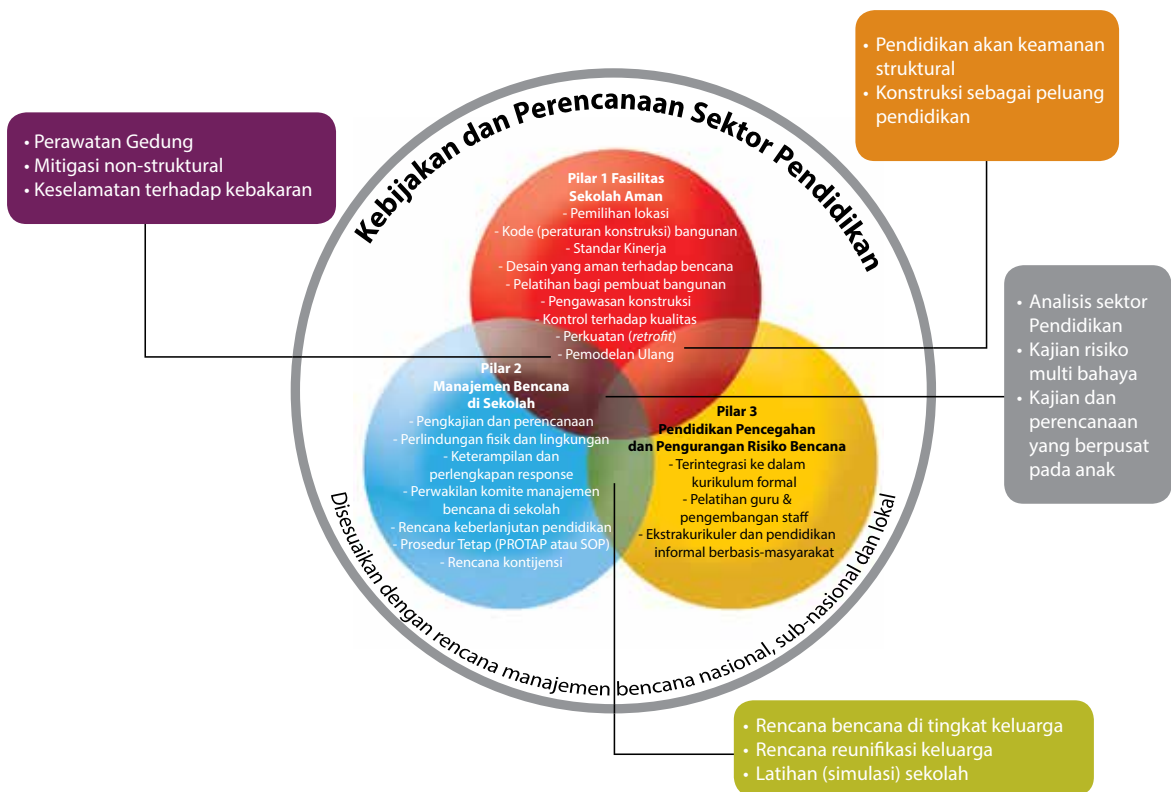 Kebijakan dan Perencanaan Sektor Pendidikan
• Pendidikan akan keamanan
struktural
• Konstruksi sebagai peluang
pendidikan
• Perawatan Gedung
• Mitigasi non-struktural
• Keselamatan terhadap kebakaran
Pilar 1 Fasilitas
Sekolah Aman
- Pemilihan lokasi
- Kode (peraturan konstruksi) bangunan
- Standar Kinerja
- Desain yang aman terhadap bencana
- Pelatihan bagi pembuat bangunan
- Pengawasan konstruksi
- Kontrol terhadap kualitas
- Perkuatan (retrofit)
- Pemodelan Ulang
• Analisis sektor
Pendidikan
• Kajian risiko
multi bahaya
• Kajian dan
perencanaan
yang berpusat
pada anak
Pilar 2
Manajemen Bencana
di Sekolah
- Pengkajian dan perencanaan
- Perlindungan fisik dan lingkungan
- Keterampilan dan
perlengkapan response
- Perwakilan komite manajemen
bencana di sekolah
- Rencana keberlanjutan pendidikan
- Prosedur Tetap (PROTAP atau SOP)
- Rencana kontijensi
Pilar 3
Pendidikan Pencegahan
dan Pengurangan Risiko Bencana
- Terintegrasi ke dalam
kurikulum formal
- Pelatihan guru &
pengembangan staff
- Ekstrakurikuler dan pendidikan
informal berbasis-masyarakat
Disesuaikan dengan rencana manajemen bencana nasional, sub-nasional dan lokal
• Rencana bencana di tingkat keluarga
• Rencana reunifikasi keluarga
• Latihan (simulasi) sekolah